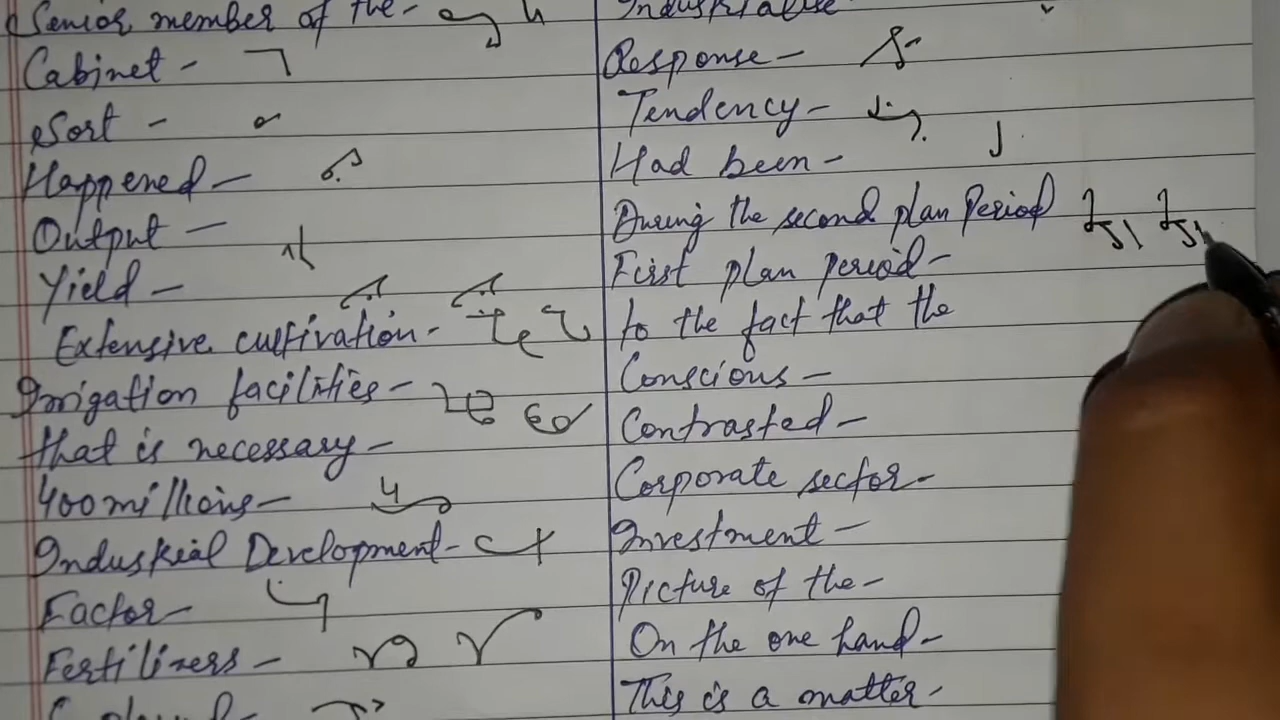 Senior member of the-
Cabinet -
Sort -
Happened -
Output -
Yield -
Extensive cultivation.-
Irrigation facilities -
that is necessary -
400 millions -
Industrial Development -
Factor -
Fertilizers -
Industrialise
Response -
Tendency -
Had been -
During the second plan Period
First plan period -
to the fact that the
Conscious -
Contrasted -
Corporate sector -
Investment -
Picture of the -
On the one hand -
This is a matter -